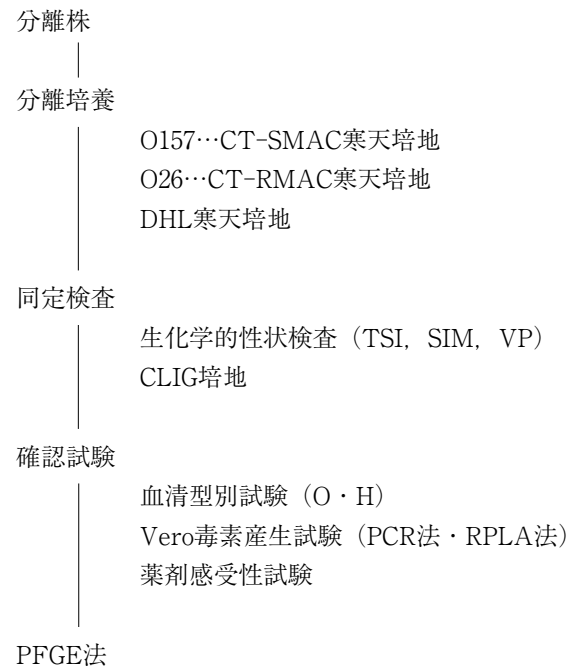 分離株
分離培養
O157…CT-SMAC寒天培地
O26…CT-RMAC寒天培地
DHL寒天培地
同定検査
生化学的性状検査（TSI，SIM，VP）
CLIG培地
確認試験
血清型別試験（O・H）
Vero毒素産生試験（PCR法・RPLA法）
薬剤感受性試験
PFGE法